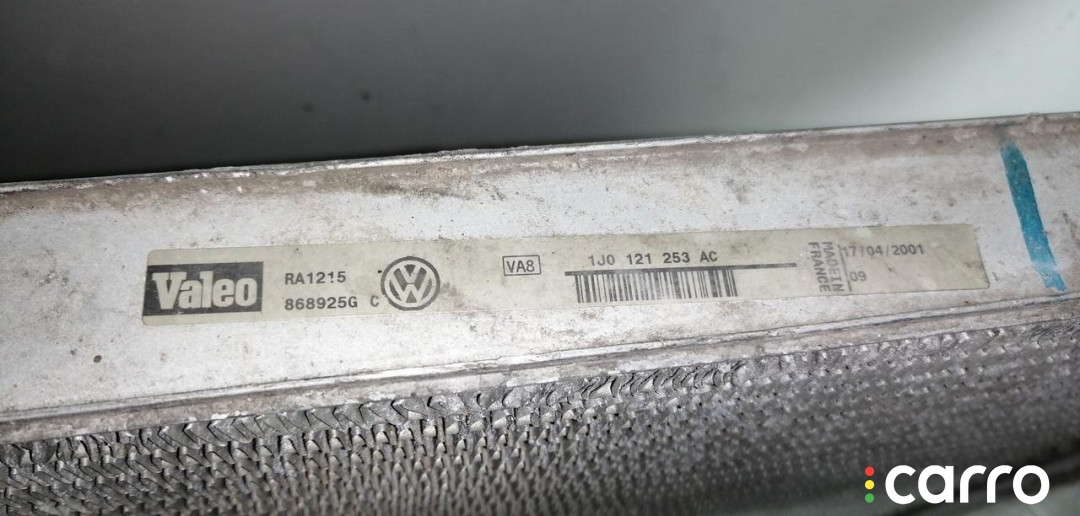 Valeo
RA1215
868925G C
VA8
1J0 121 253 AC
MADE IN
FRANCE
17/04/2001
09
carro